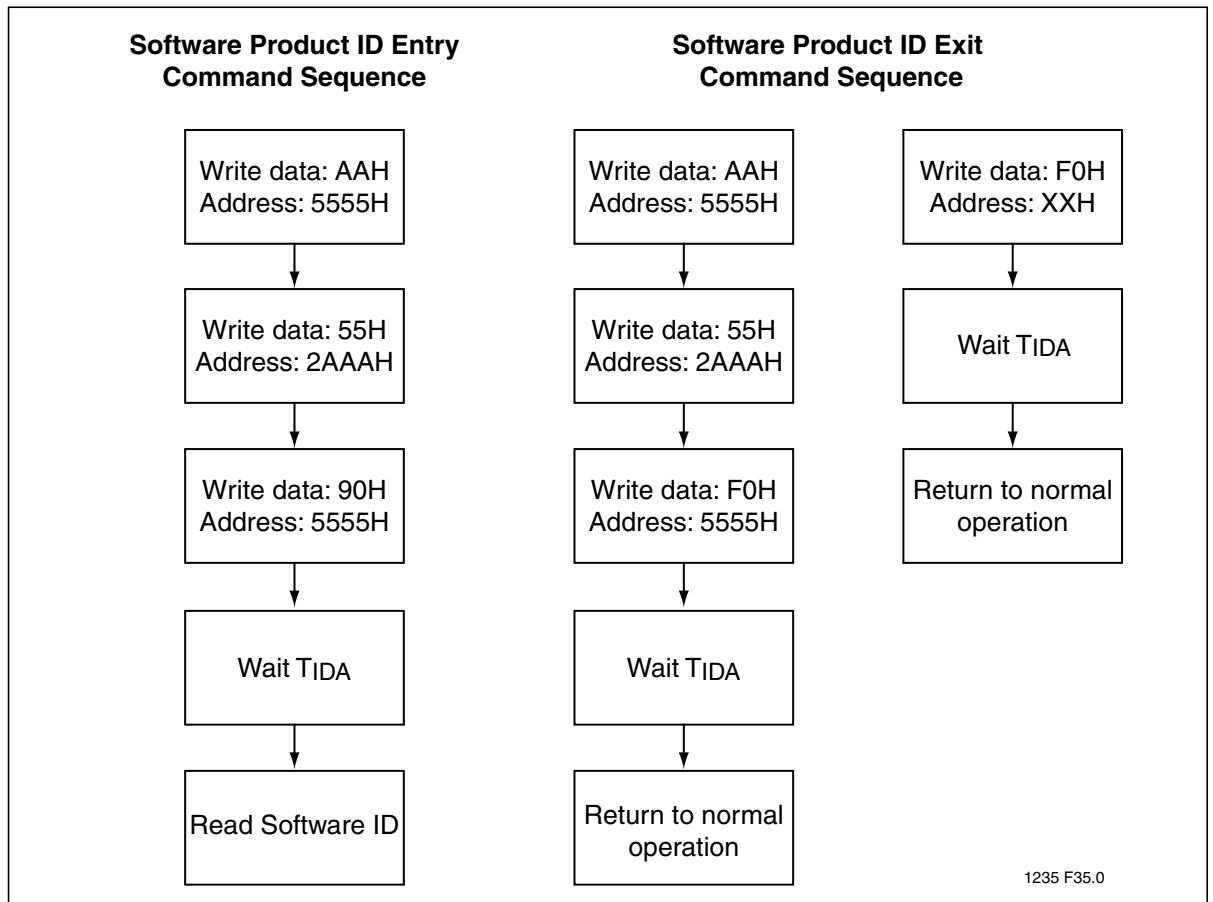 Software Product ID Entry
Command Sequence
Write data: AAH
Address: 5555H
Write data: 55H
Address: 2AAAH
Write data: 90H
Address: 5555H
Wait TIDA
Read Software ID
Software Product ID Exit
Command Sequence
Write data: AAH
Address: 5555H
Write data: 55H
Address: 2AAAH
Write data: F0H
Address: 5555H
Wait TIDA
Return to normal
operation
Write data: F0H
Address: XXH
Wait TIDA
Return to normal
operation
1235 F35.0